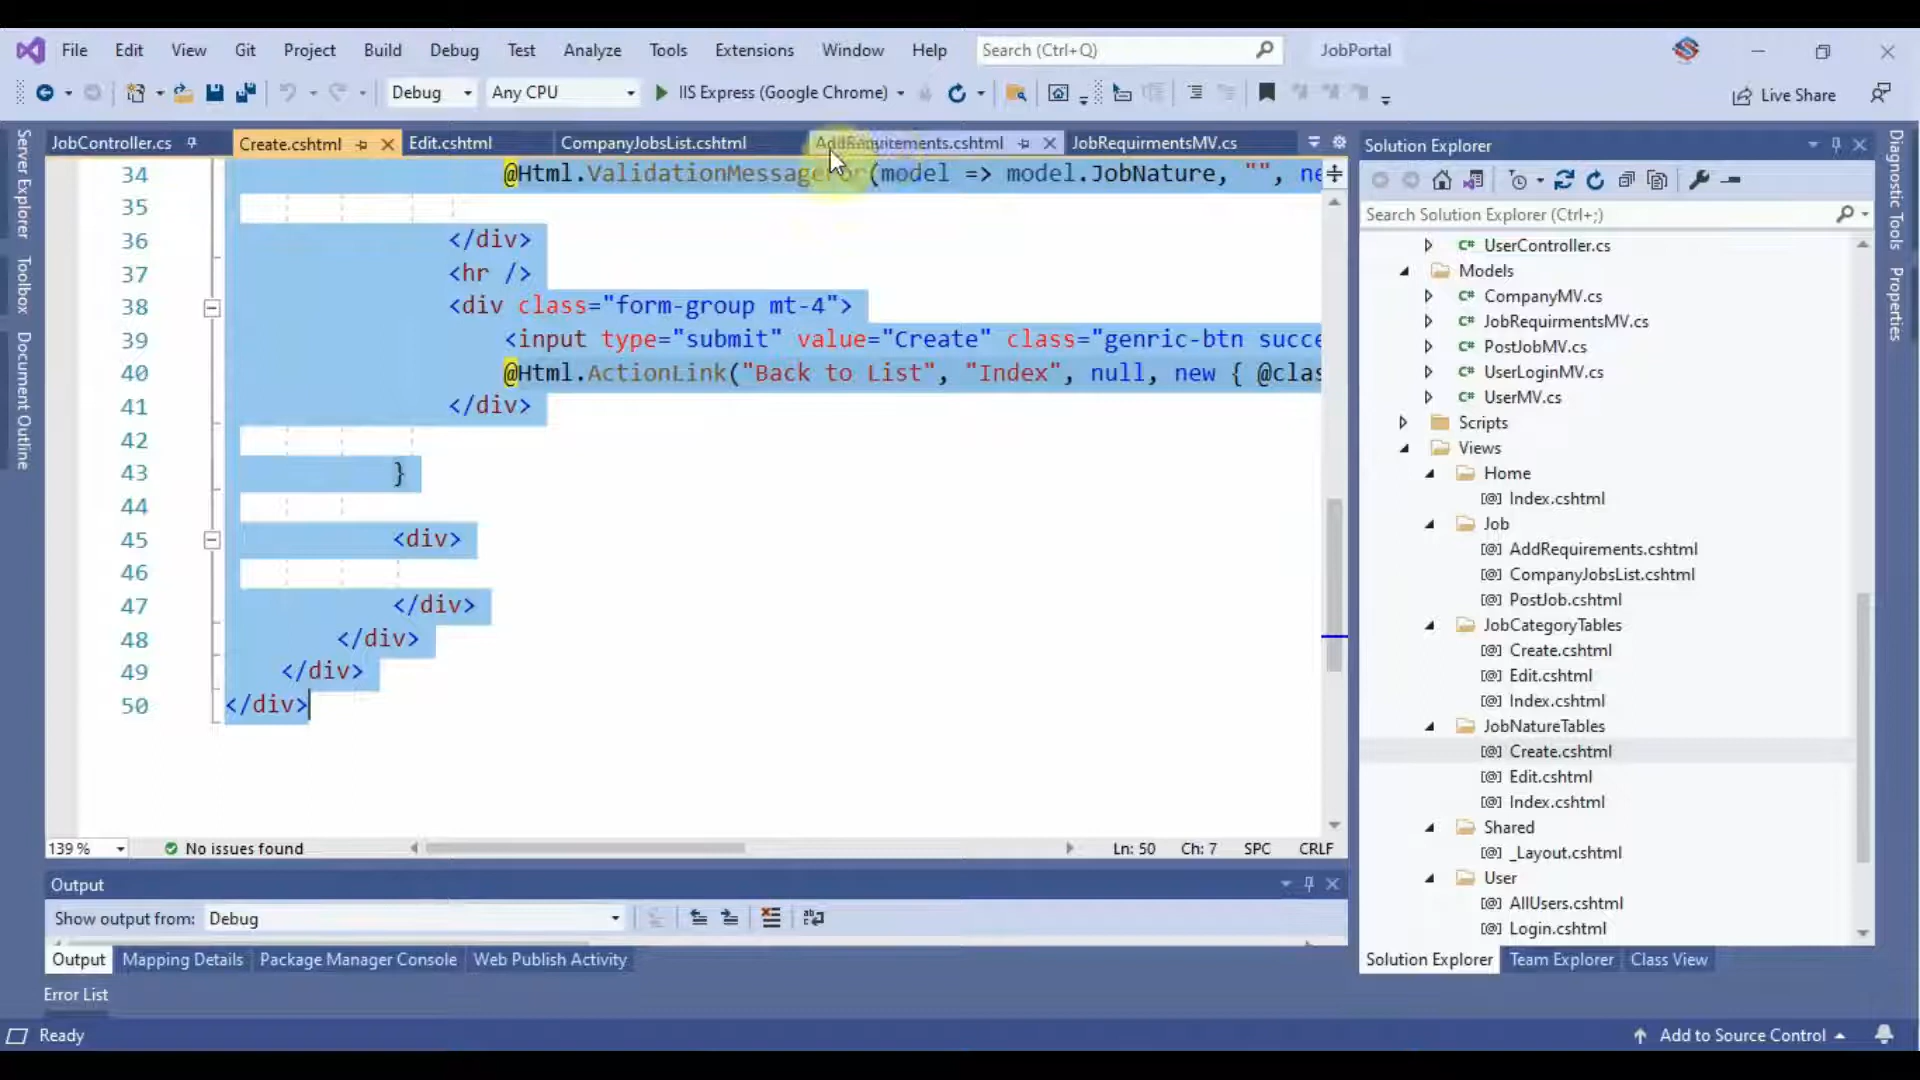 File Edit View Git Project Build Debug Test Analyze Tools Extensions Window Help Search (Ctrl+Q) JobPortal
Debug Any CPU IIS Express (Google Chrome) Live Share
JobController.cs Create.cshtml Edit.cshtml CompanyJobsList.cshtml AddRequirements.cshtml JobRequirmentsMV.cs
Server Explorer
Toolbox
Document Outline
34 @Html.ValidationMessageFor(model => model.JobNature, "", ne
35
36 </div>
37 <hr />
38 <div class="form-group mt-4">
39 <input type="submit" value="Create" class="genric-btn succe
40 @Html.ActionLink("Back to List", "Index", null, new { @clas
41 </div>
42
43 }
44
45 <div>
46
47 </div>
48 </div>
49 </div>
50 </div>
139 % No issues found Ln: 50 Ch: 7 SPC CRLF
Output
Show output from: Debug
Output Mapping Details Package Manager Console Web Publish Activity
Error List
Ready
Solution Explorer
Search Solution Explorer (Ctrl+;)
C# UserController.cs
Models
C# CompanyMV.cs
C# JobRequirmentsMV.cs
C# PostJobMV.cs
C# UserLoginMV.cs
C# UserMV.cs
Scripts
Views
Home
[@] Index.cshtml
Job
[@] AddRequirements.cshtml
[@] CompanyJobsList.cshtml
[@] PostJob.cshtml
JobCategoryTables
[@] Create.cshtml
[@] Edit.cshtml
[@] Index.cshtml
JobNatureTables
[@] Create.cshtml
[@] Edit.cshtml
[@] Index.cshtml
Shared
[@] _Layout.cshtml
User
[@] AllUsers.cshtml
[@] Login.cshtml
Solution Explorer Team Explorer Class View
Diagnostic Tools
Properties
Add to Source Control